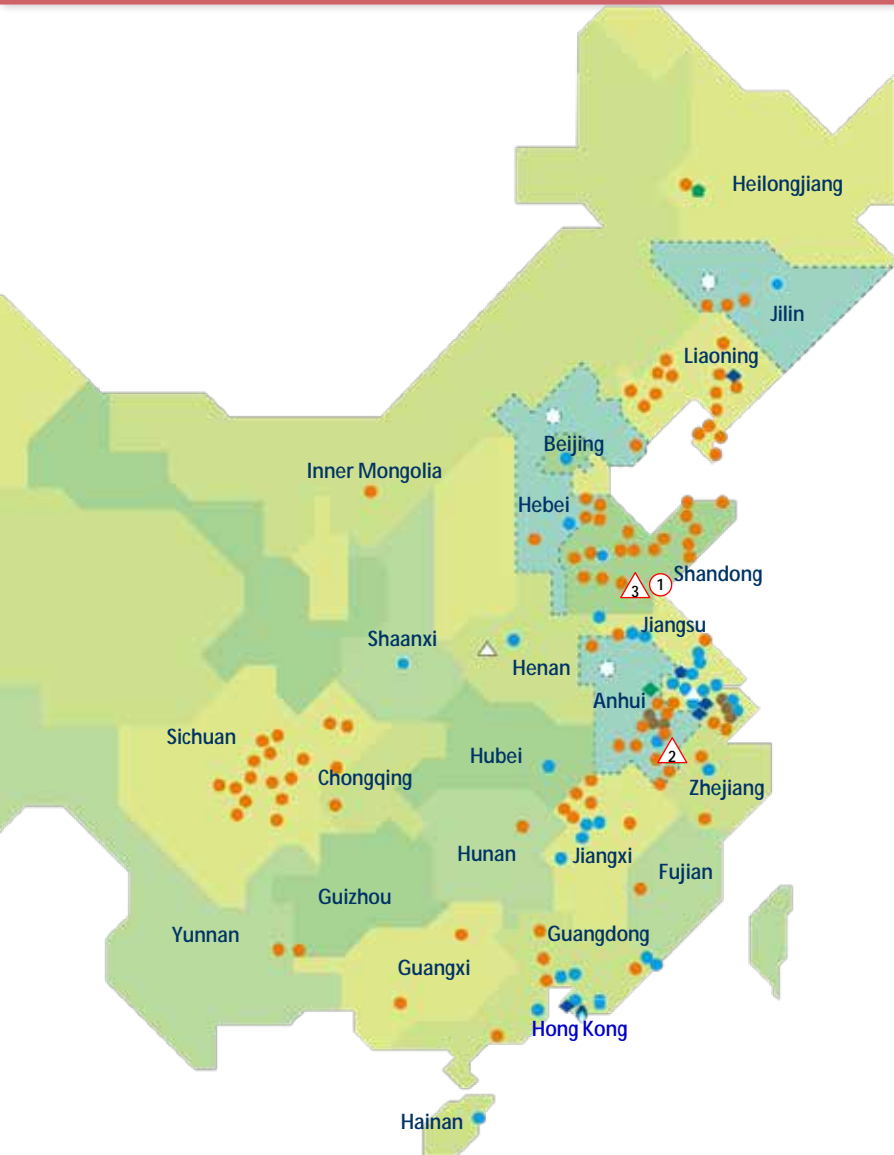 Heilongjiang
Jilin
Liaoning
Beijing
Inner Mongolia
Hebei
Shandong
3
1
Jiangsu
Shaanxi
Henan
Anhui
Sichuan
Hubei
2
Chongqing
Zhejiang
Hunan
Jiangxi
Fujian
Guizhou
Yunnan
Guangdong
Guangxi
Hong Kong
Hainan